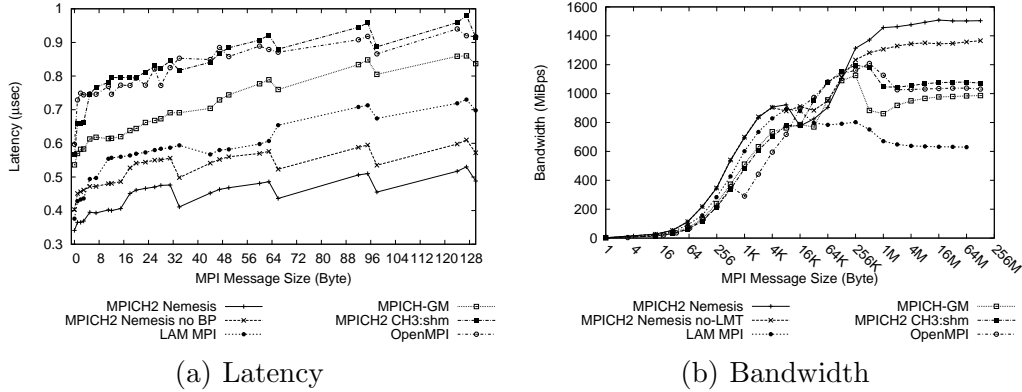 1
0.9
0.8
0.7
0.6
0.5
0.4
0.3
Latency (μsec)
0 8 16 24 32 40 48 56 64 72 80 88 96 104 112 120 128
MPI Message Size (Byte)
MPICH2 Nemesis
MPICH2 Nemesis no BP
LAM MPI
MPICH-GM
MPICH2 CH3:shm
OpenMPI
(a) Latency
1600
1400
1200
1000
800
600
400
200
0
Bandwidth (MiBps)
1 4 16 64 256 1K 4K 16K 64K 256K 1M 4M 16M 64M 256M
MPI Message Size (Byte)
MPICH2 Nemesis
MPICH2 Nemesis no-LMT
LAM MPI
MPICH-GM
MPICH2 CH3:shm
OpenMPI
(b) Bandwidth